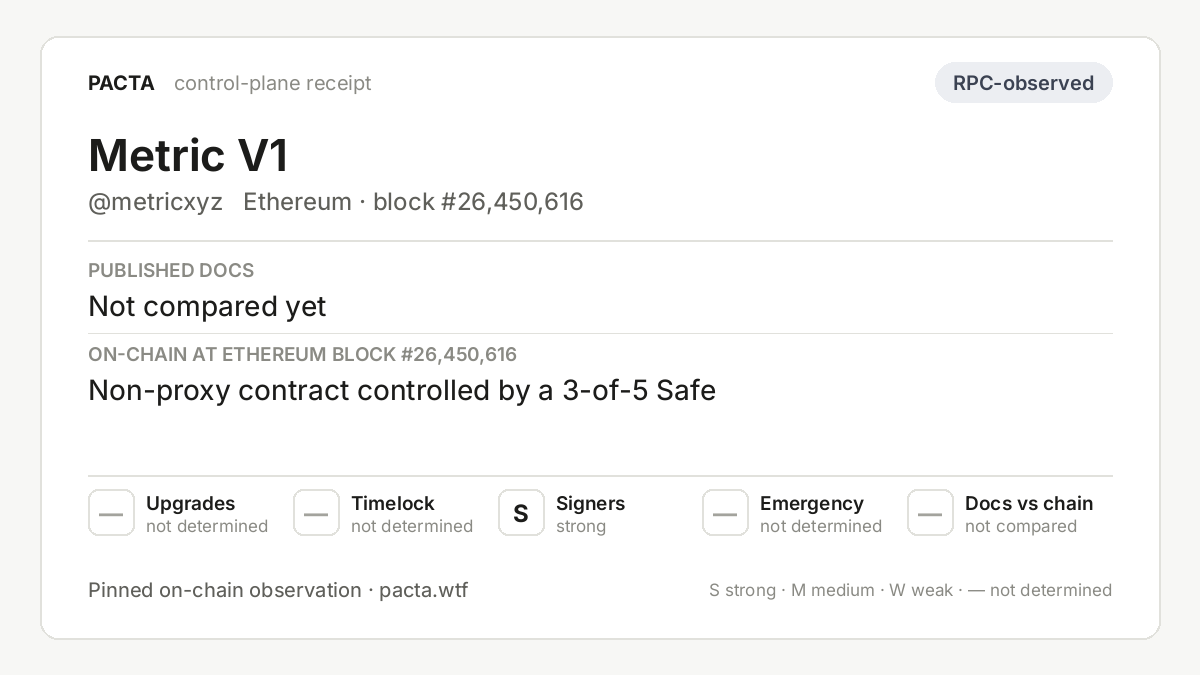 PACTA control-plane receipt
RPC-observed
Metric V1
@metricxyz Ethereum · block #26,450,616
PUBLISHED DOCS
Not compared yet
ON-CHAIN AT ETHEREUM BLOCK #26,450,616
Non-proxy contract controlled by a 3-of-5 Safe
— Upgrades
not determined
— Timelock
not determined
S Signers
strong
— Emergency
not determined
— Docs vs chain
not compared
Pinned on-chain observation · pacta.wtf
S strong · M medium · W weak · — not determined